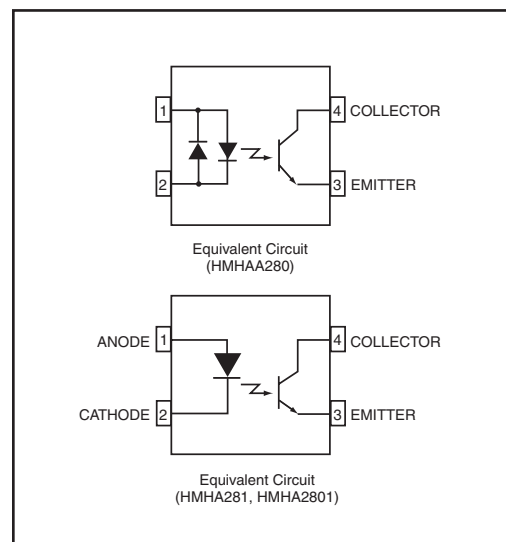 1
4 COLLECTOR
2
3 EMITTER
Equivalent Circuit
(HMHAA280)
ANODE 1
4 COLLECTOR
CATHODE 2
3 EMITTER
Equivalent Circuit
(HMHA281, HMHA2801)